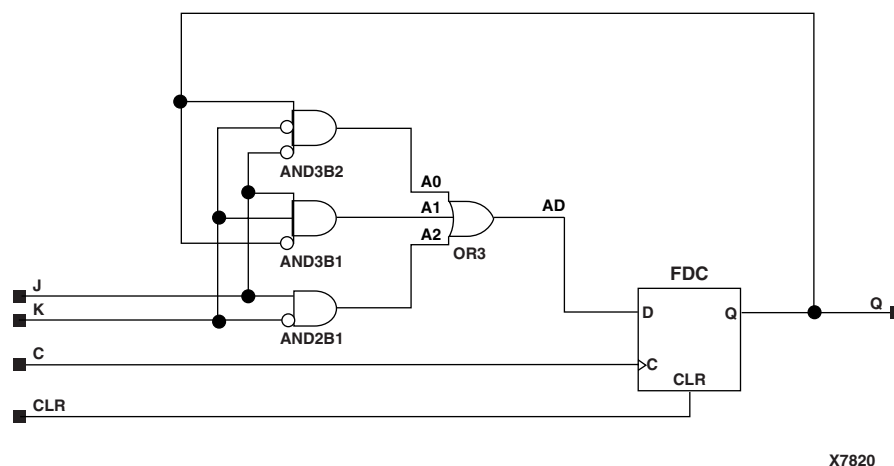 AND3B2
A0
A1
AD
A2
AND3B1
OR3
J
FDC
K
AND2B1
D
Q
Q
C
C
CLR
CLR
X7820